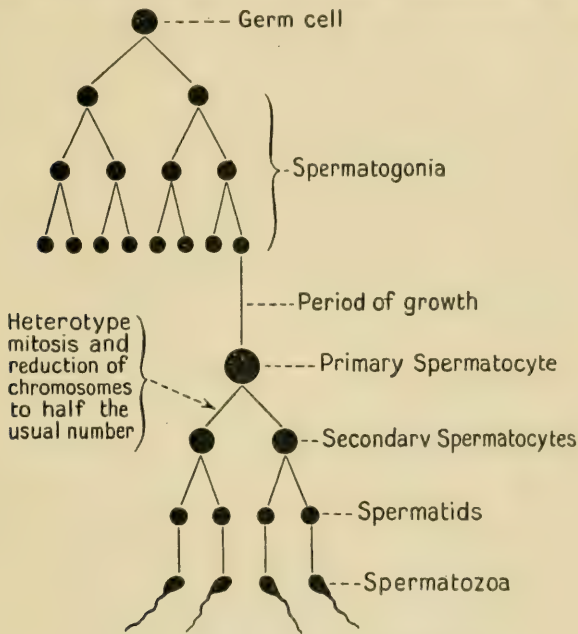 Germ cell
Spermatogonia
Period of growth
Heterotype
mitosis and
reduction of
chromosomes
to half the
usual number
Primary Spermatocyte
Secondary Spermatocytes
Spermatids
Spermatozoa